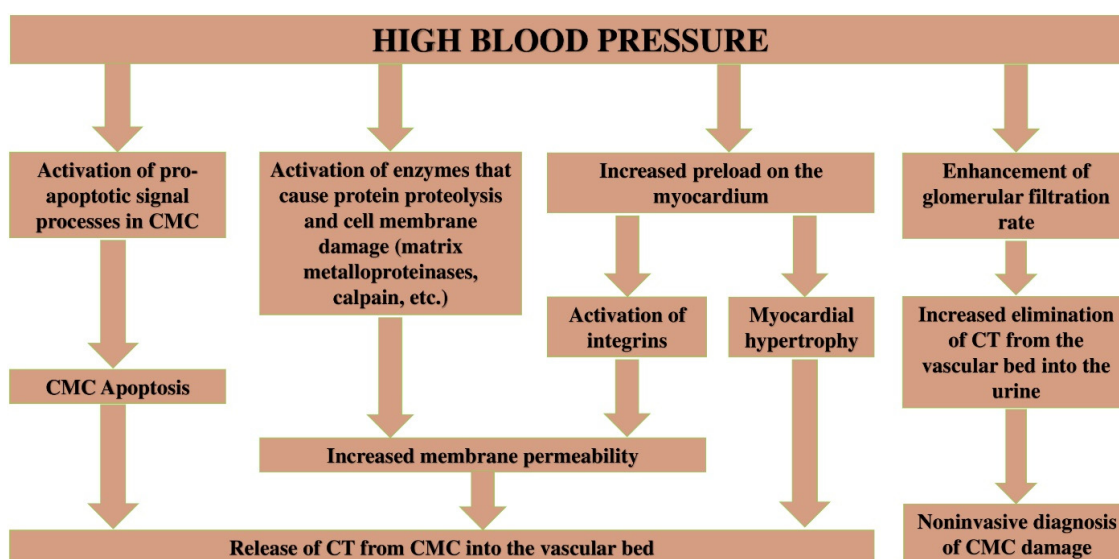 HIGH BLOOD PRESSURE
Activation of pro-
apoptotic signal
processes in CMC
Activation of enzymes that
cause protein proteolysis
and cell membrane
damage (matrix
metalloproteinases,
calpain, etc.)
Increased preload on the
myocardium
Enhancement of
glomerular filtration
rate
Activation of
integrins
Myocardial
hypertrophy
Increased elimination
of CT from the
vascular bed into the
urine
CMC Apoptosis
Increased membrane permeability
Release of CT from CMC into the vascular bed
Noninvasive diagnosis
of CMC damage